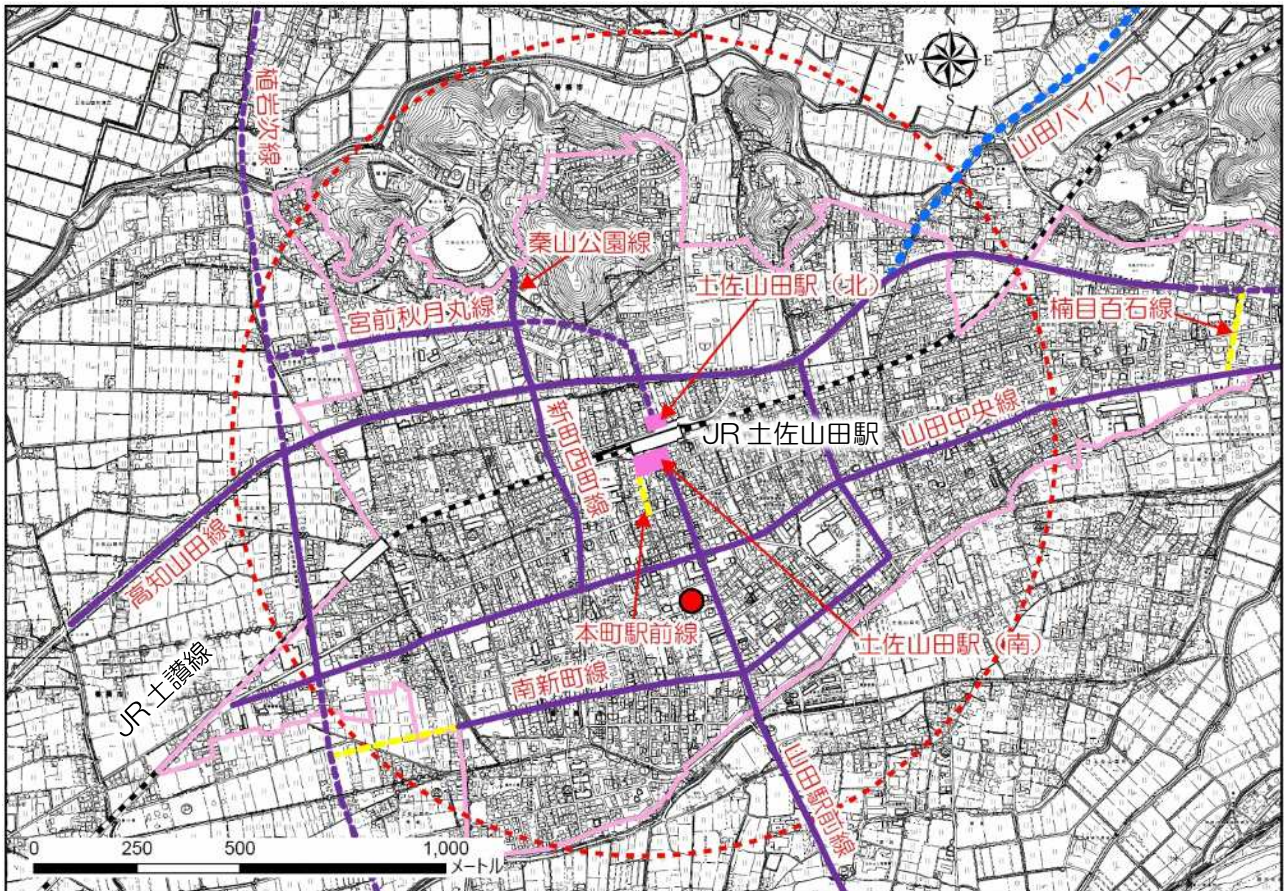 N
W
E
S
山田バイパス
植岩次線
秦山公園線
土佐山田駅（北）
宮前秋月丸線
楠目百石線
JR 土佐山田駅
新町西町線
山田中央線
高知山田線
本町駅前線
土佐山田駅（南）
南新町線
JR 土讃線
山田駅前線
0 250 500 1,000
メートル